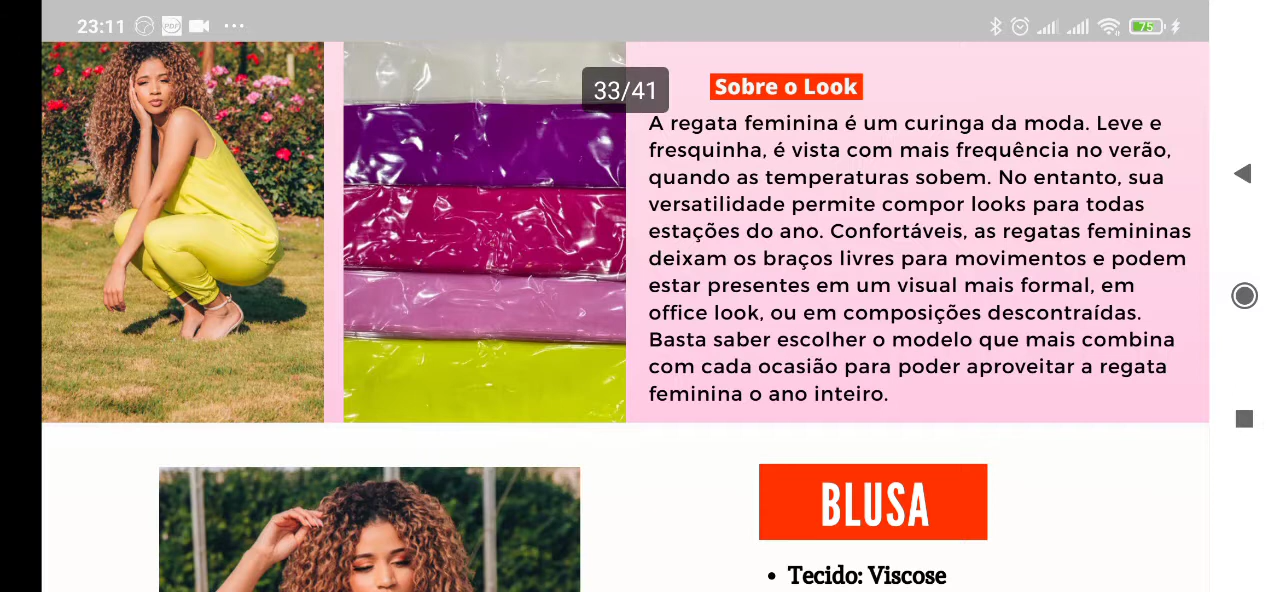 23:11
PDF
75
33/41
Sobre o Look
A regata feminina é um curinga da moda. Leve e
fresquinha, é vista com mais frequência no verão,
quando as temperaturas sobem. No entanto, sua
versatilidade permite compor looks para todas
estações do ano. Confortáveis, as regatas femininas
deixam os braços livres para movimentos e podem
estar presentes em um visual mais formal, em
office look, ou em composições descontraídas.
Basta saber escolher o modelo que mais combina
com cada ocasião para poder aproveitar a regata
feminina o ano inteiro.
BLUSA
• Tecido: Viscose